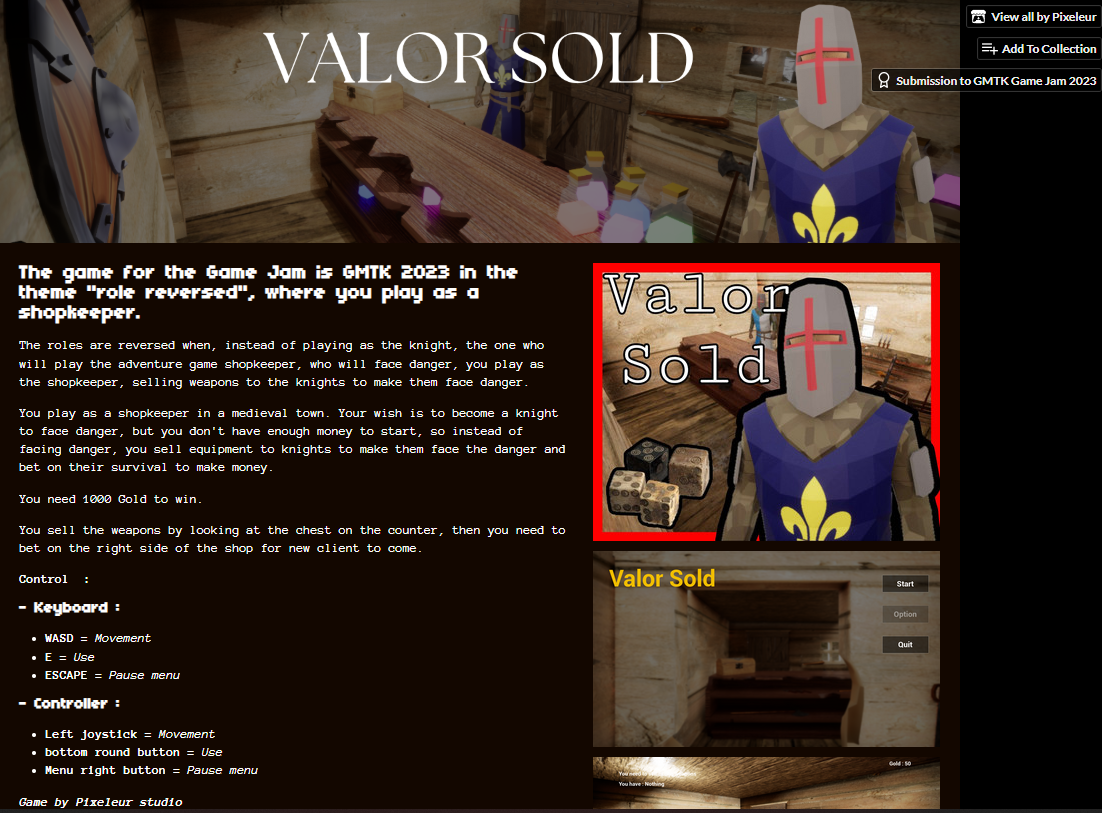 VALOR SOLD
View all by Pixeleur
Add To Collection
Submission to GMTK Game Jam 2023
The game for the Game Jam is GMTK 2023 in the
theme "role reversed", where you play as a
shopkeeper.
The roles are reversed when, instead of playing as the knight, the one who
will play the adventure game shopkeeper, who will face danger, you play as
the shopkeeper, selling weapons to the knights to make them face danger.
You play as a shopkeeper in a medieval town. Your wish is to become a knight
to face danger, but you don't have enough money to start, so instead of
facing danger, you sell equipment to knights to make them face the danger and
bet on their survival to make money.
You need 1000 Gold to win.
You sell the weapons by looking at the chest on the counter, then you need to
bet on the right side of the shop for new client to come.
Control :
- Keyboard :
WASD = Movement
E = Use
ESCAPE = Pause menu
- Controller :
Left joystick = Movement
bottom round button = Use
Menu right button = Pause menu
Game by Pixeleur studio
Valor
Sold
Valor Sold
Start
Option
Quit
Gold : 50
You need
You have : Nothing